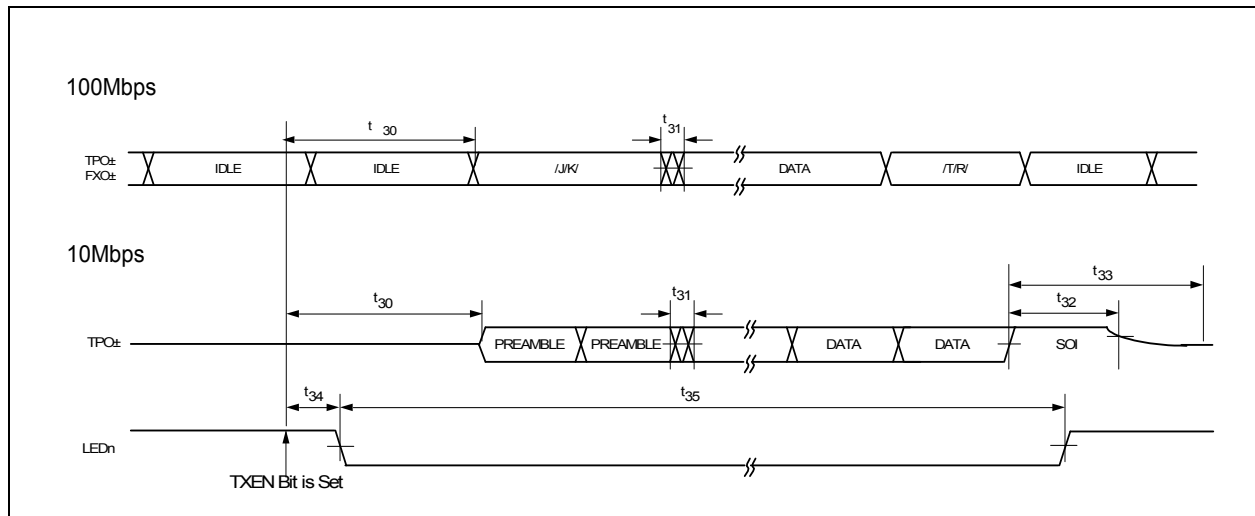 100Mbps
t 30
t31
TPO±
FXO±
IDLE
IDLE
/J/K/
DATA
/T/R/
IDLE
10Mbps
t33
t30
t31
t32
TPO±
PREAMBLE
PREAMBLE
DATA
DATA
SOI
t34
t35
LEDn
TXEN Bit is Set